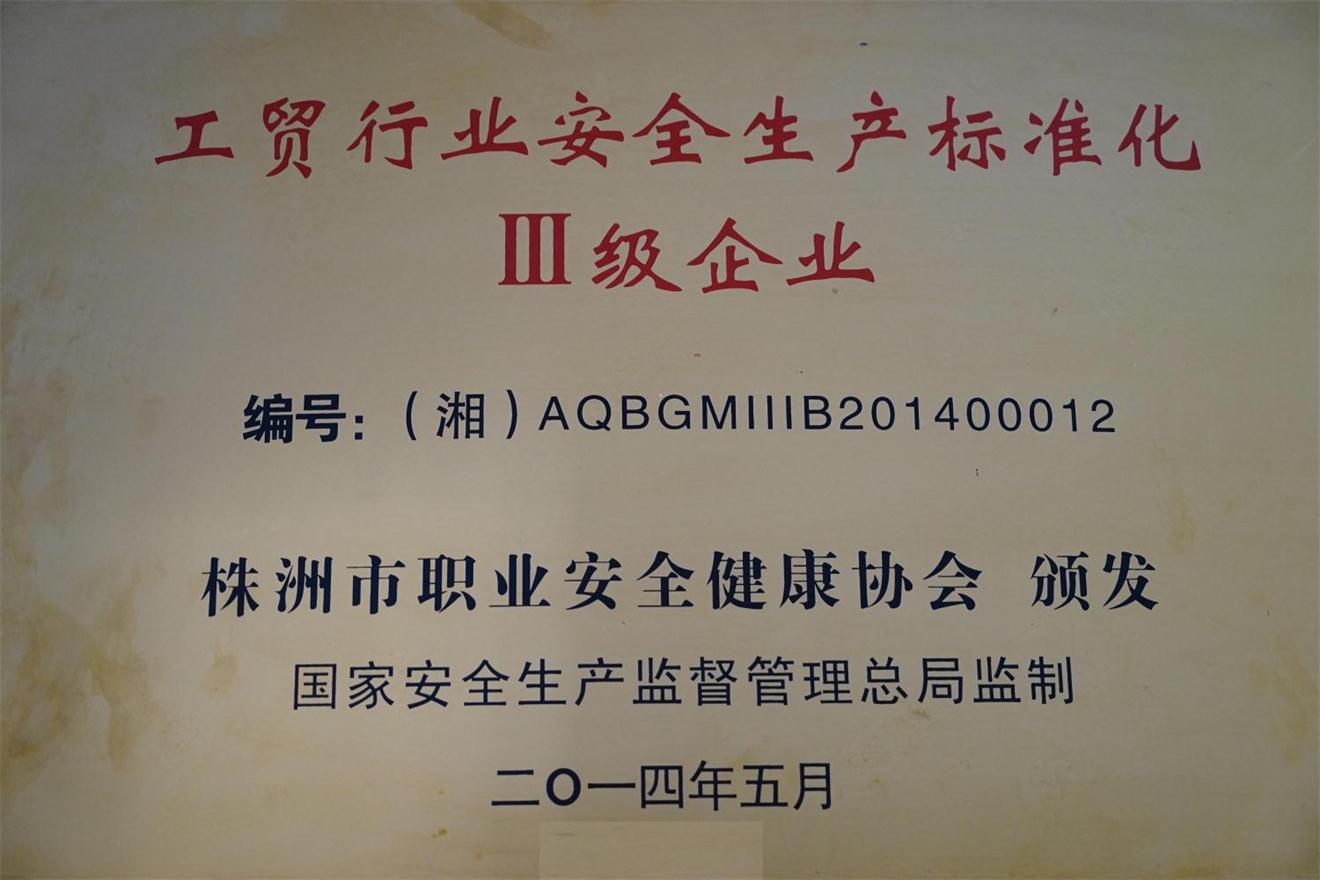 工贸行业安全生产标准化
Ⅲ级企业
编号：（湘）AQBGMIIIB201400012
株洲市职业安全健康协会 颁发
国家安全生产监督管理总局监制
二〇一四年五月